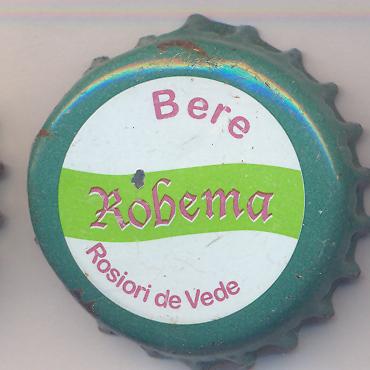 Bere
Robema
Rosiori de Vede